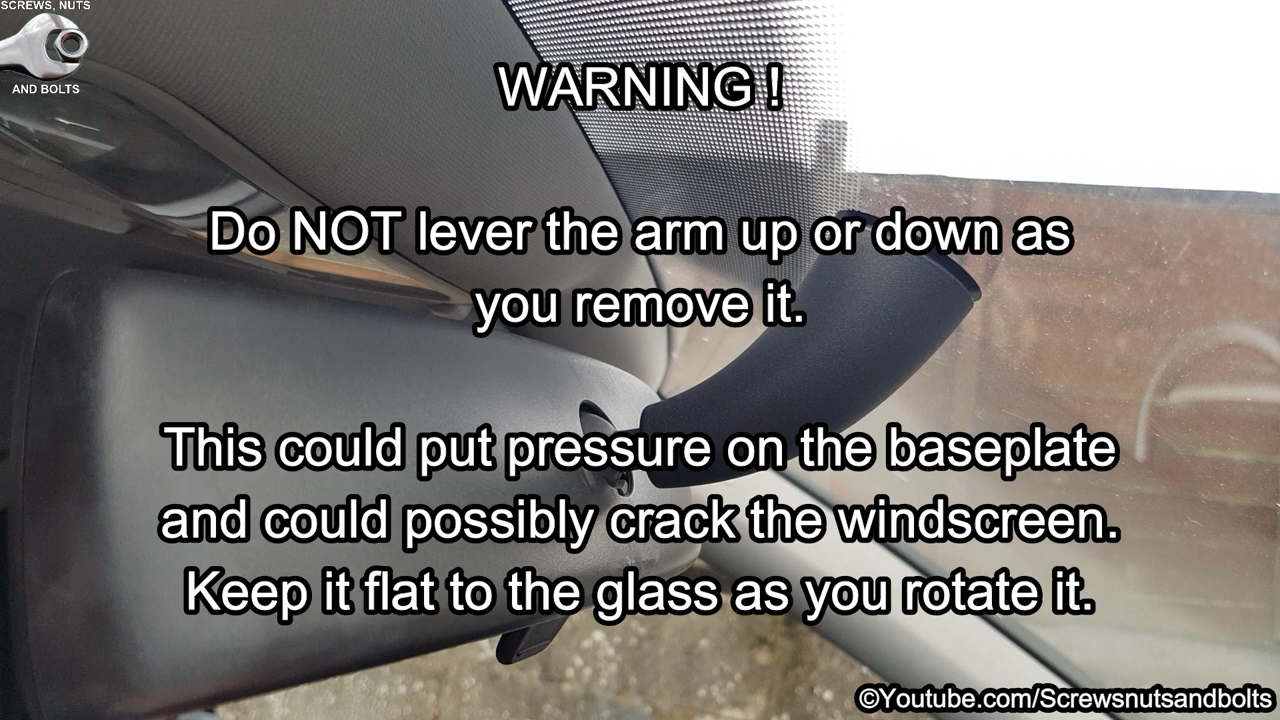 SCREWS, NUTS
AND BOLTS
WARNING !
Do NOT lever the arm up or down as
you remove it.
This could put pressure on the baseplate
and could possibly crack the windscreen.
Keep it flat to the glass as you rotate it.
©Youtube.com/Screwsnutsandbolts